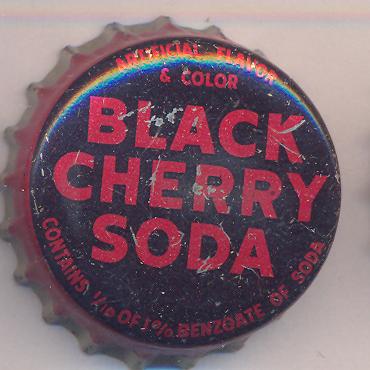 ARTIFICIAL FLAVOR
& COLOR
BLACK
CHERRY
SODA
CONTAINS 1/10 OF 1% BENZOATE OF SODA